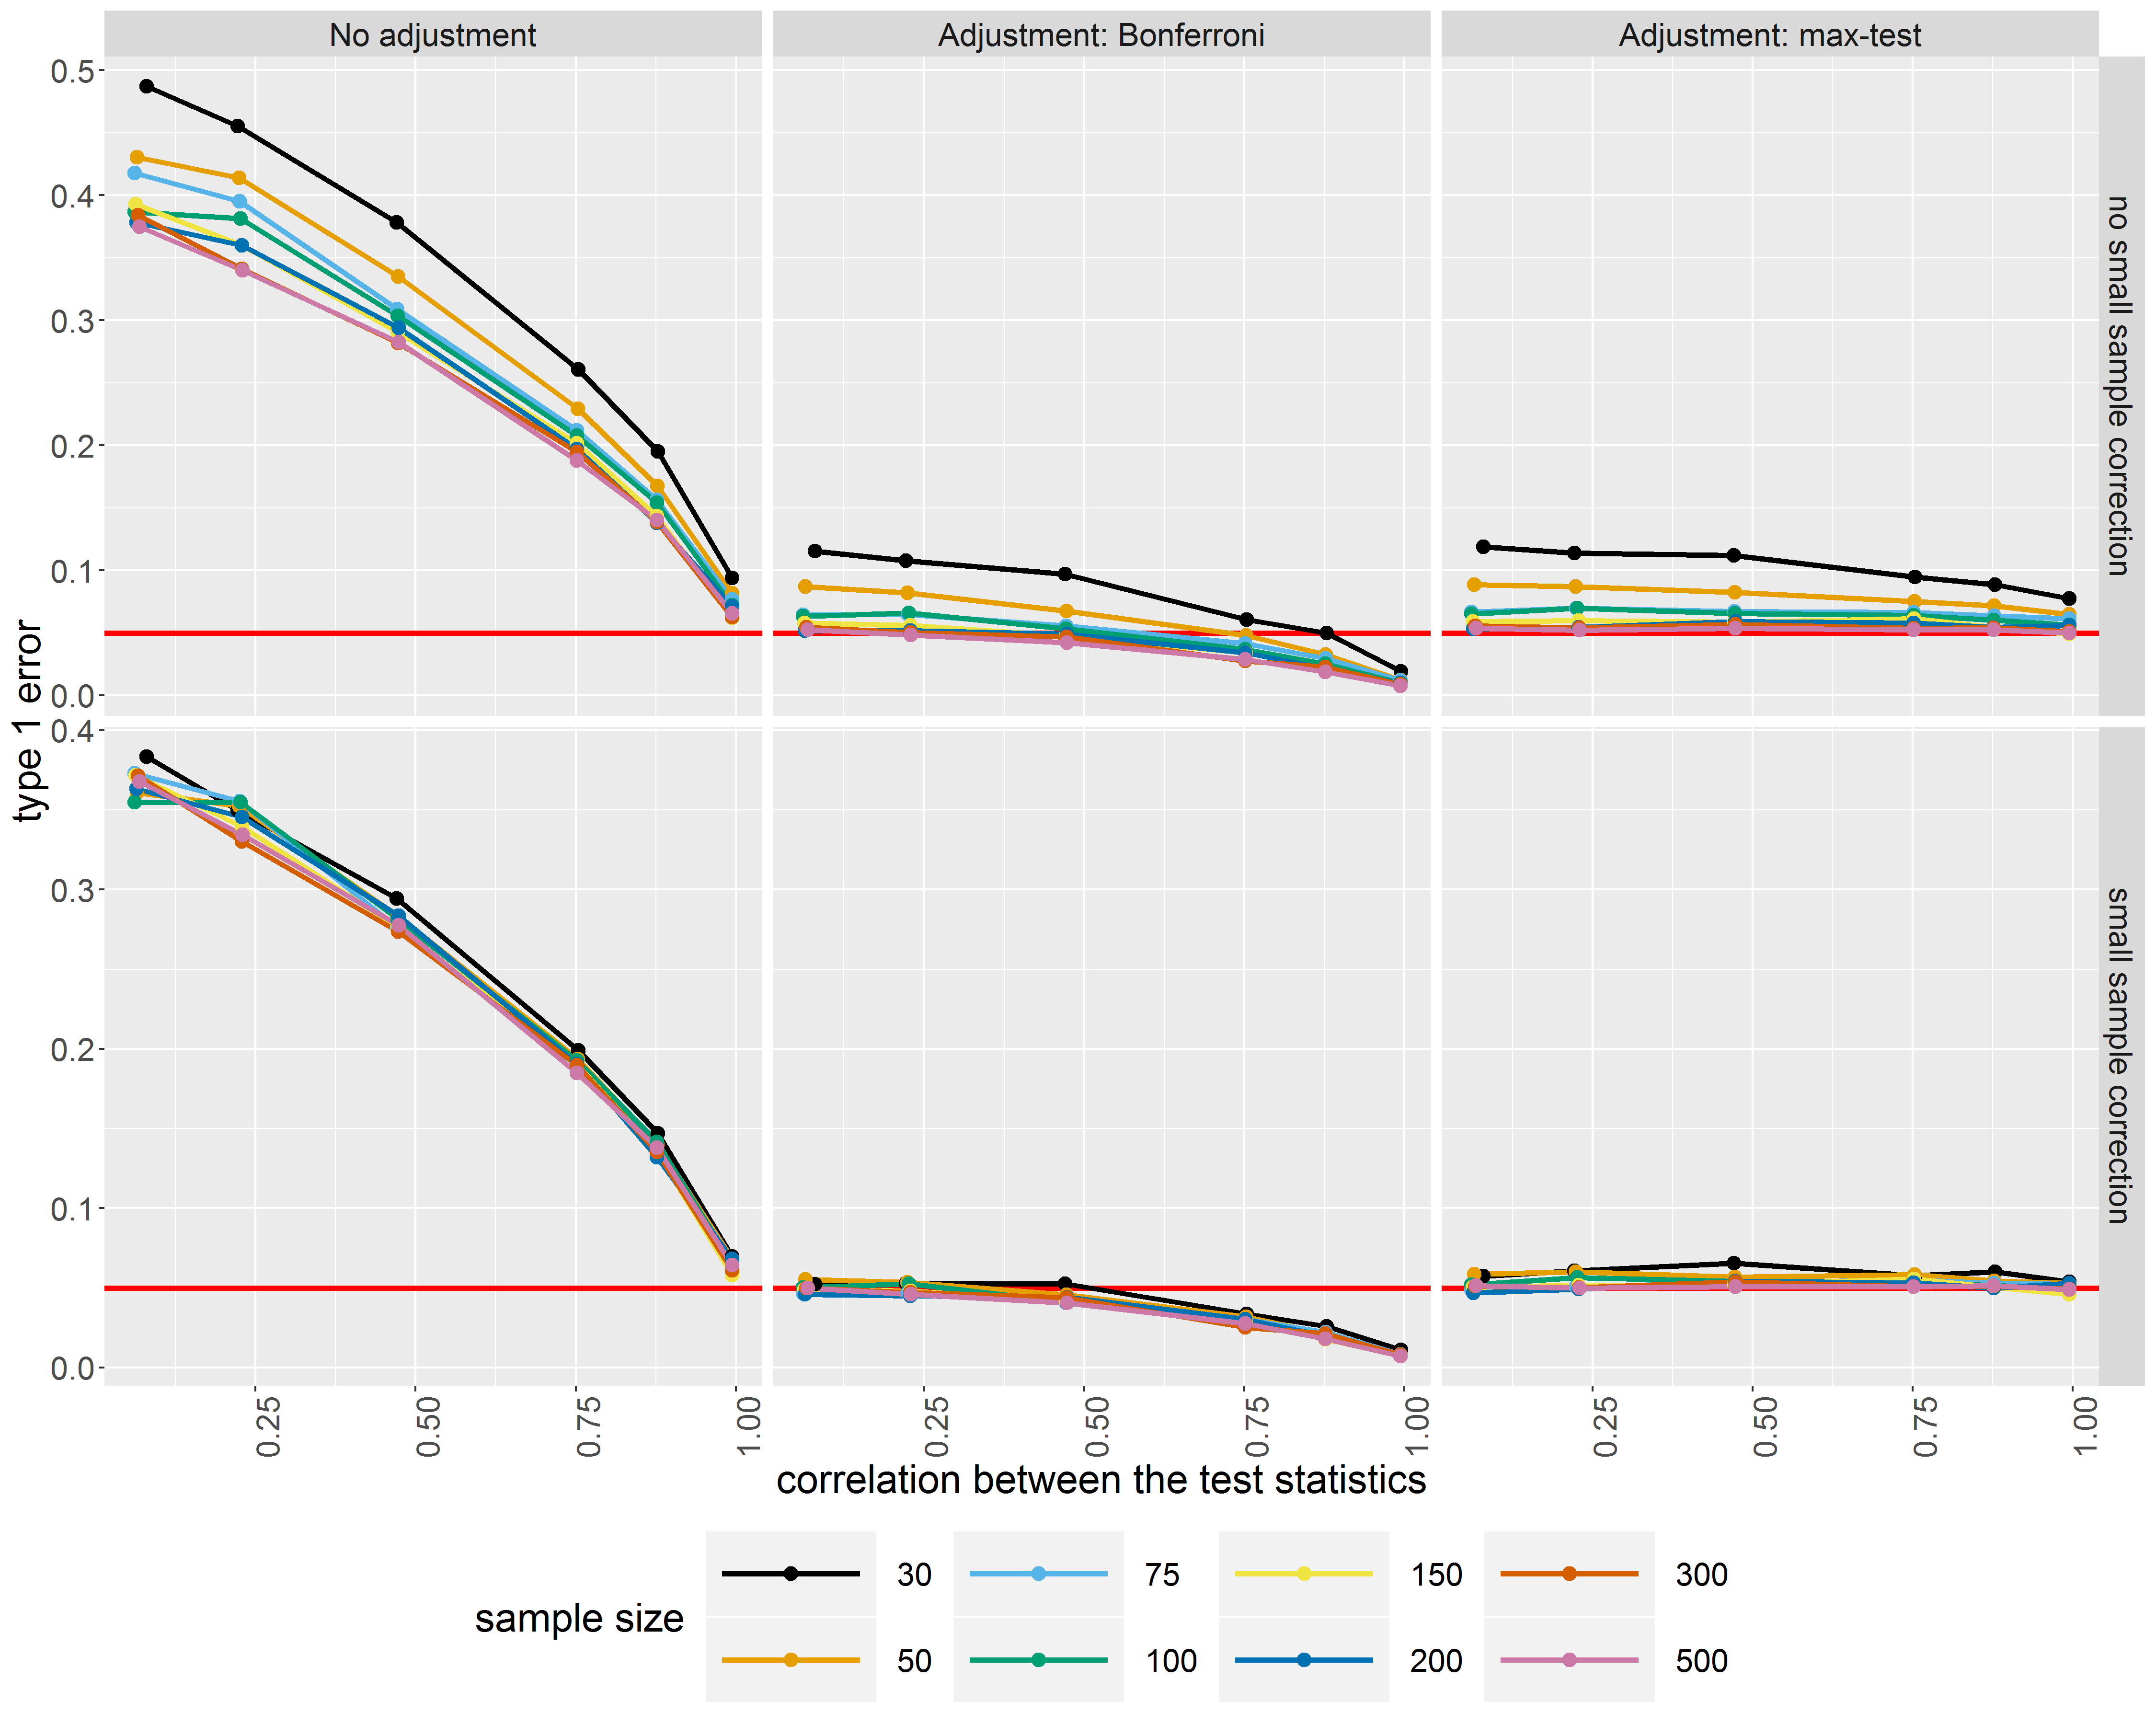 No adjustment
Adjustment: Bonferroni
Adjustment: max-test
0.5
0.4
0.3
0.2
0.1
0.0
no small sample correction
type 1 error
0.4
0.3
0.2
0.1
0.0
small sample correction
0.25 0.50 0.75 1.00
0.25 0.50 0.75 1.00
0.25 0.50 0.75 1.00
correlation between the test statistics
sample size
30 75 150 300
50 100 200 500